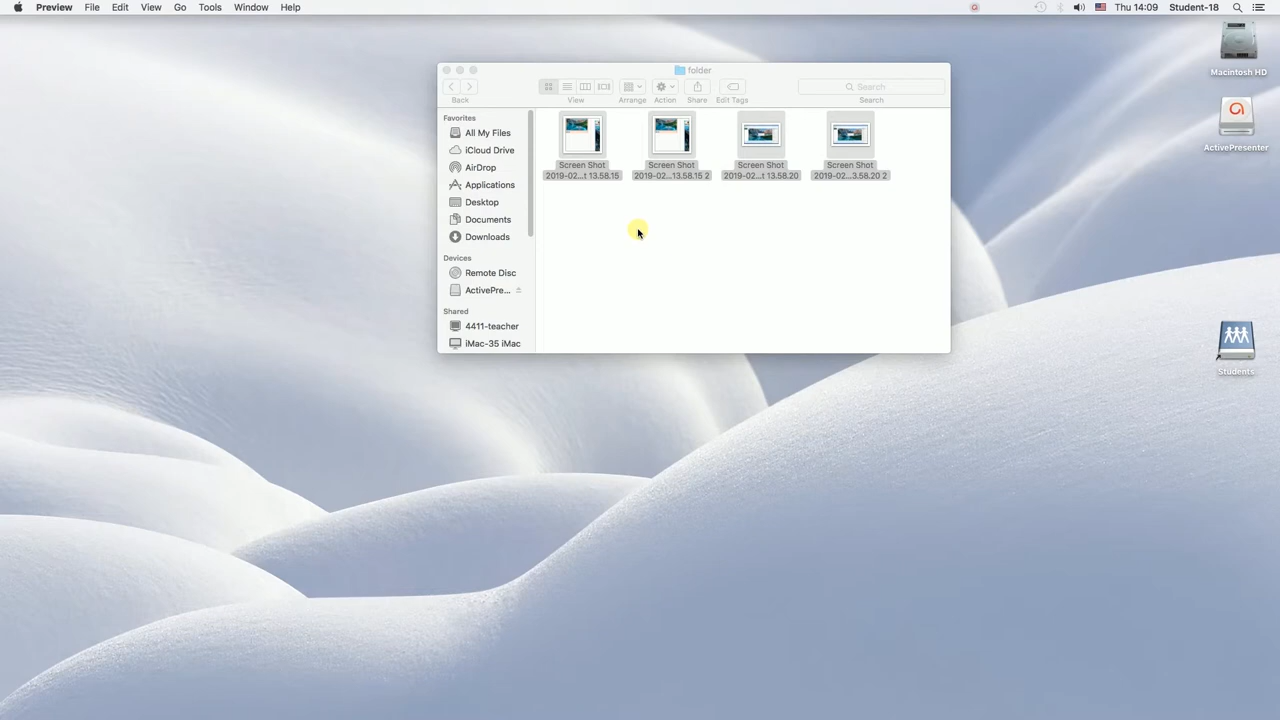 Preview File Edit View Go Tools Window Help Thu 14:09 Student-18
Macintosh HD
ActivePresenter
Students
folder
Search
Back View Arrange Action Share Edit Tags Search
Favorites
All My Files
iCloud Drive
AirDrop
Applications
Desktop
Documents
Downloads
Devices
Remote Disc
ActivePre...
Shared
4411-teacher
iMac-35 iMac
Screen Shot
2019-02...t 13.58.15
Screen Shot
2019-02...13.58.15 2
Screen Shot
2019-02...t 13.58.20
Screen Shot
2019-02...3.58.20 2